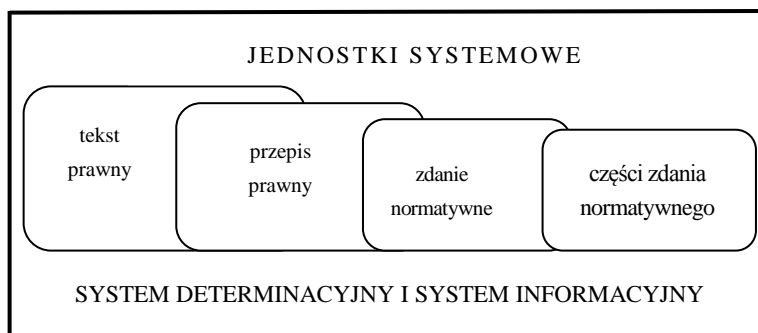 JEDNOSTKI SYSTEMOWE
tekst
prawny
przepis
prawny
zdanie
normatywne
części zdania
normatywnego
SYSTEM DETERMINACYJNY I SYSTEM INFORMACYJNY